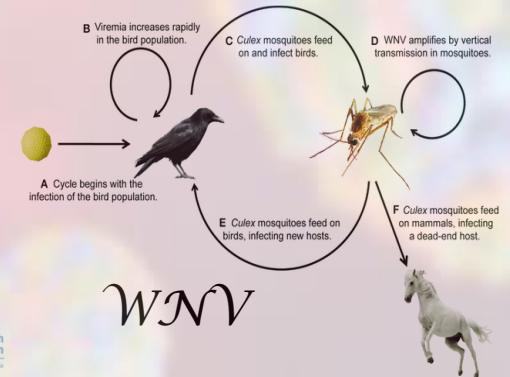 B Viremia increases rapidly
in the bird population.
C Culex mosquitoes feed
on and infect birds.
D WNV amplifies by vertical
transmission in mosquitoes.
A Cycle begins with the
infection of the bird population.
E Culex mosquitoes feed on
birds, infecting new hosts.
F Culex mosquitoes feed
on mammals, infecting
a dead-end host.
WNV